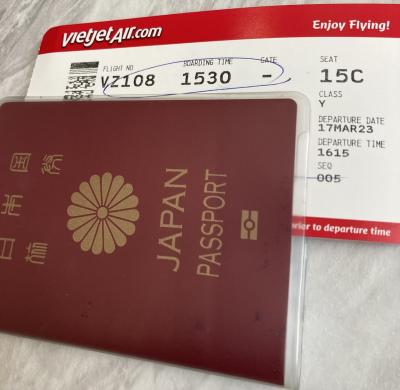 vietjetAir.com
Enjoy Flying!
FLIGHT NO BOARDING TIME GATE SEAT
VZ108 1530 - 15C
CLASS
Y
DEPARTURE DATE
17MAR23
DEPARTURE TIME
1615
SEQ
005
prior to departure time
日本国
旅券
JAPAN
PASSPORT